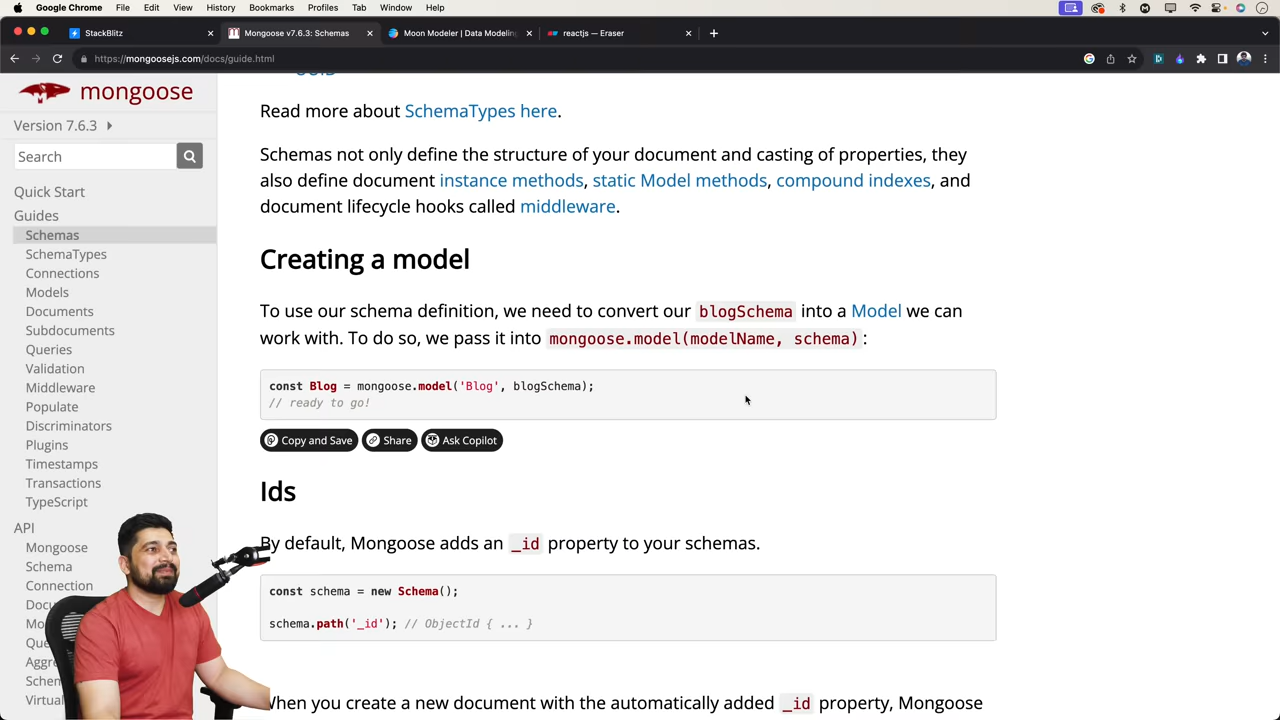 Google Chrome File Edit View History Bookmarks Profiles Tab Window Help
StackBlitz Mongoose v7.6.3: Schemas Moon Modeler | Data Modeling reactjs — Eraser
https://mongoosejs.com/docs/guide.html
mongoose
Version 7.6.3
Search
Quick Start
Guides
Schemas
SchemaTypes
Connections
Models
Documents
Subdocuments
Queries
Validation
Middleware
Populate
Discriminators
Plugins
Timestamps
Transactions
TypeScript
API
Mongoose
Schema
Connection
Virtual
UUID
Read more about SchemaTypes here.
Schemas not only define the structure of your document and casting of properties, they
also define document instance methods, static Model methods, compound indexes, and
document lifecycle hooks called middleware.
Creating a model
To use our schema definition, we need to convert our blogSchema into a Model we can
work with. To do so, we pass it into mongoose.model(modelName, schema):
const Blog = mongoose.model('Blog', blogSchema);
// ready to go!
Copy and Save Share Ask Copilot
Ids
By default, Mongoose adds an _id property to your schemas.
const schema = new Schema();
schema.path('_id'); // ObjectId { ... }
When you create a new document with the automatically added _id property, Mongoose